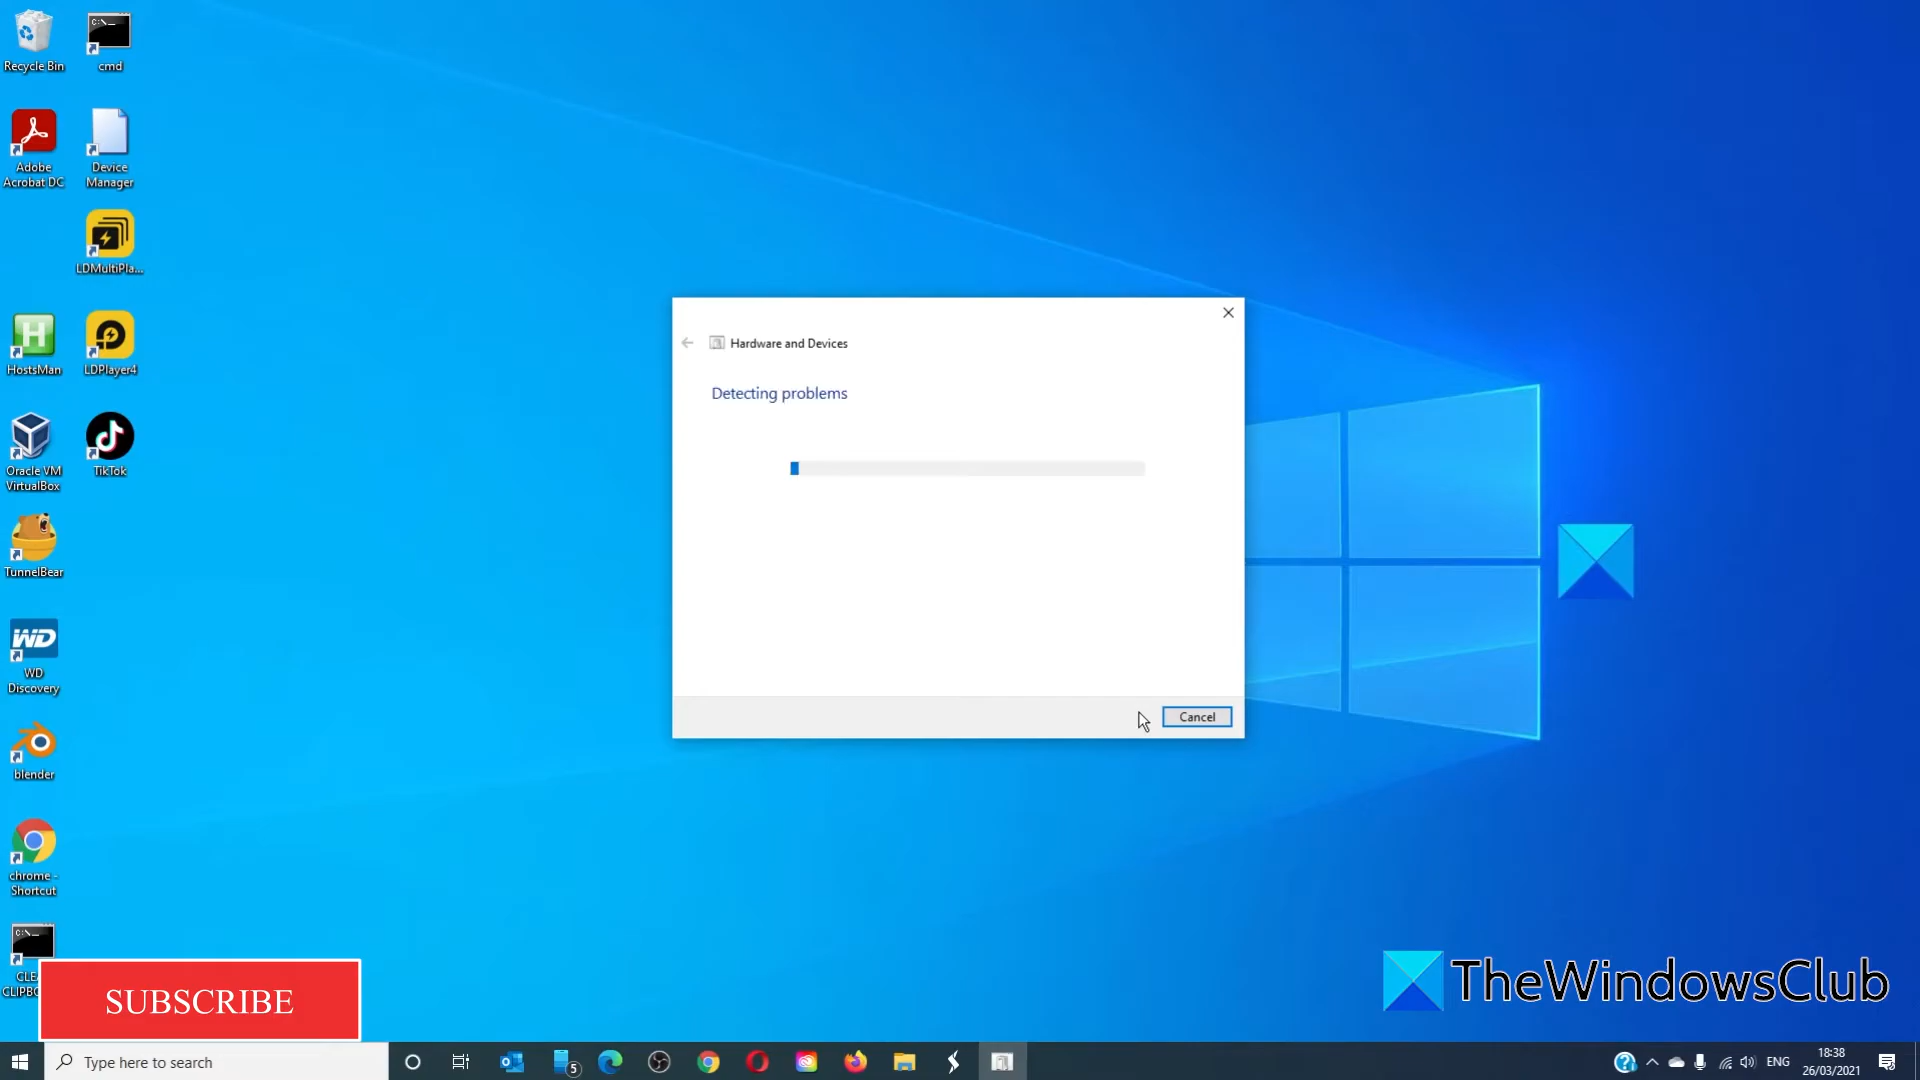 Recycle Bin
cmd
Adobe
Acrobat DC
Device
Manager
LDMultiPla...
HostsMan
LDPlayer4
Oracle VM
VirtualBox
TikTok
TunnelBear
WD
WD
Discovery
blender
chrome -
Shortcut
Hardware and Devices
Detecting problems
Cancel
SUBSCRIBE
TheWindowsClub
Type here to search
5
ENG
18:38
26/03/2021